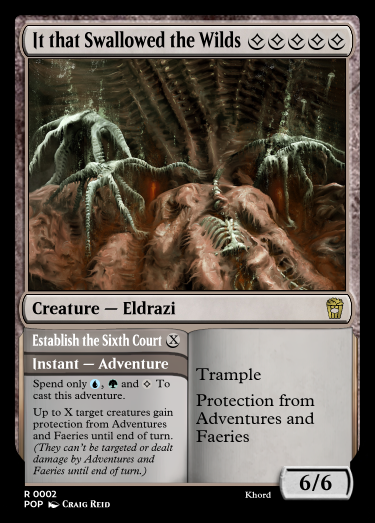 It that Swallowed the Wilds
Creature — Eldrazi
Establish the Sixth Court X
Instant — Adventure
Spend only , and To
cast this adventure.
Up to X target creatures gain
protection from Adventures
and Faeries until end of turn.
(They can't be targeted or dealt
damage by Adventures and
Faeries until end of turn.)
Trample
Protection from
Adventures and
Faeries
6/6
R 0002
POP Craig Reid
Khord